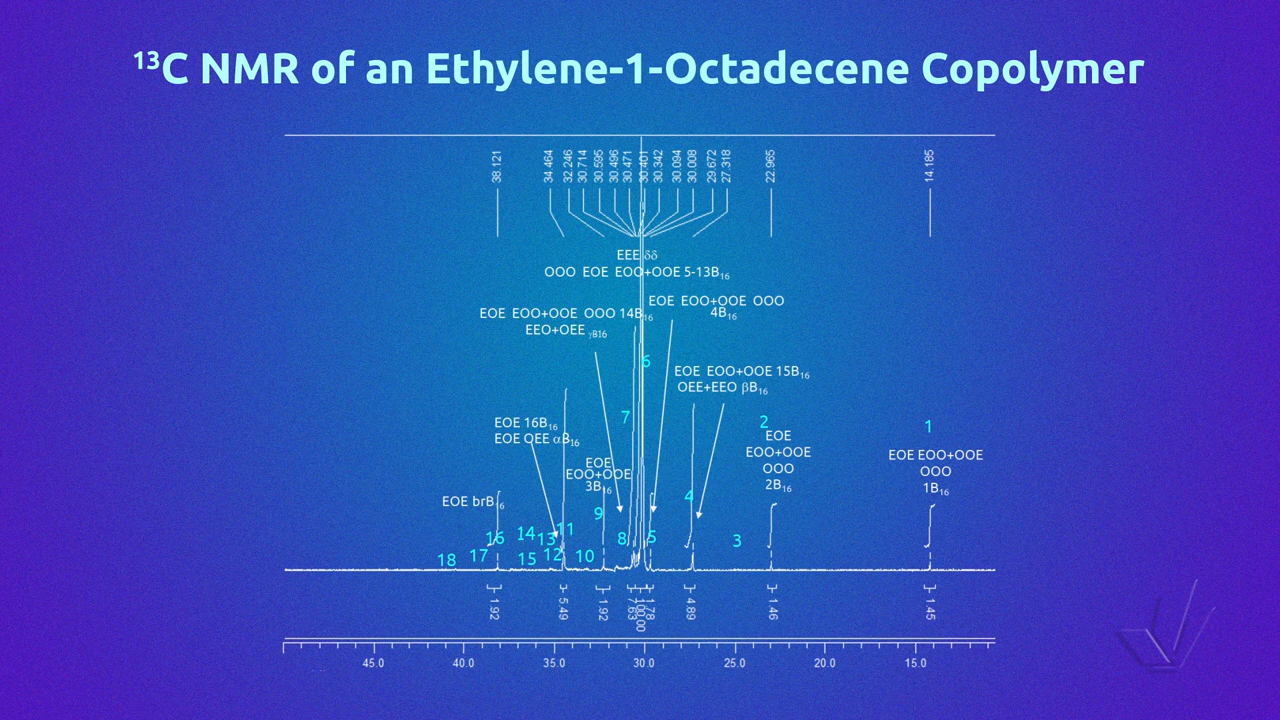 ¹³C NMR of an Ethylene-1-Octadecene Copolymer
38.121 34.464 32.246 30.714 30.595 30.496 30.471 30.401 30.342 30.094 30.008 29.672 27.318 22.965 14.185
EEE δδ
OOO EOE EOO+OOE 5-13B₁₆
EOE EOO+OOE OOO
4B₁₆
EOE EOO+OOE OOO 14B₁₆
EEO+OEE γB16
6
EOE EOO+OOE 15B₁₆
OEE+EEO βB₁₆
7
EOE 16B₁₆
EOE OEE αB₁₆
2
EOE
EOO+OOE
OOO
2B₁₆
1
EOE EOO+OOE
OOO
1B₁₆
EOE
EOO+OOE
3B₁₆
EOE brB₁₆
4
9
16 14 13 11 8 5 3
18 17 15 12 10
1.92 5.49 1.92 7.63 100.00 1.78 4.89 1.46 1.45
45.0 40.0 35.0 30.0 25.0 20.0 15.0